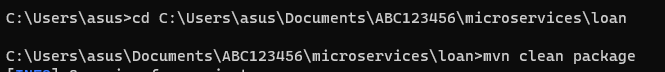 C:\Users\asus>cd C:\Users\asus\Documents\ABC123456\microservices\loan
C:\Users\asus\Documents\ABC123456\microservices\loan>mvn clean package